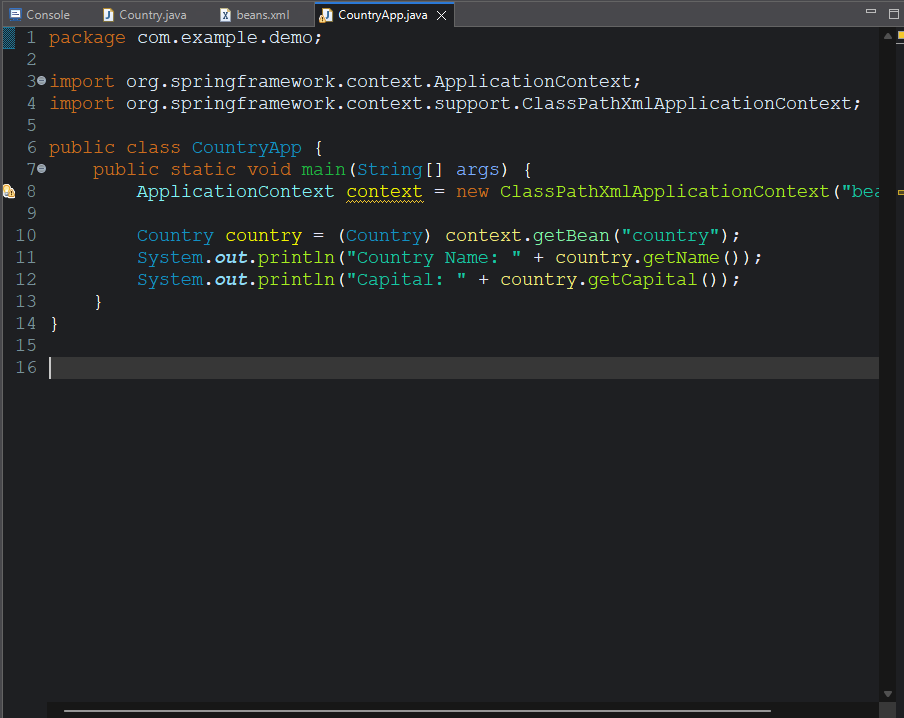 Console Country.java beans.xml CountryApp.java
1 package com.example.demo;
2
3 import org.springframework.context.ApplicationContext;
4 import org.springframework.context.support.ClassPathXmlApplicationContext;
5
6 public class CountryApp {
7 public static void main(String[] args) {
8 ApplicationContext context = new ClassPathXmlApplicationContext("bea
9
10 Country country = (Country) context.getBean("country");
11 System.out.println("Country Name: " + country.getName());
12 System.out.println("Capital: " + country.getCapital());
13 }
14 }
15
16